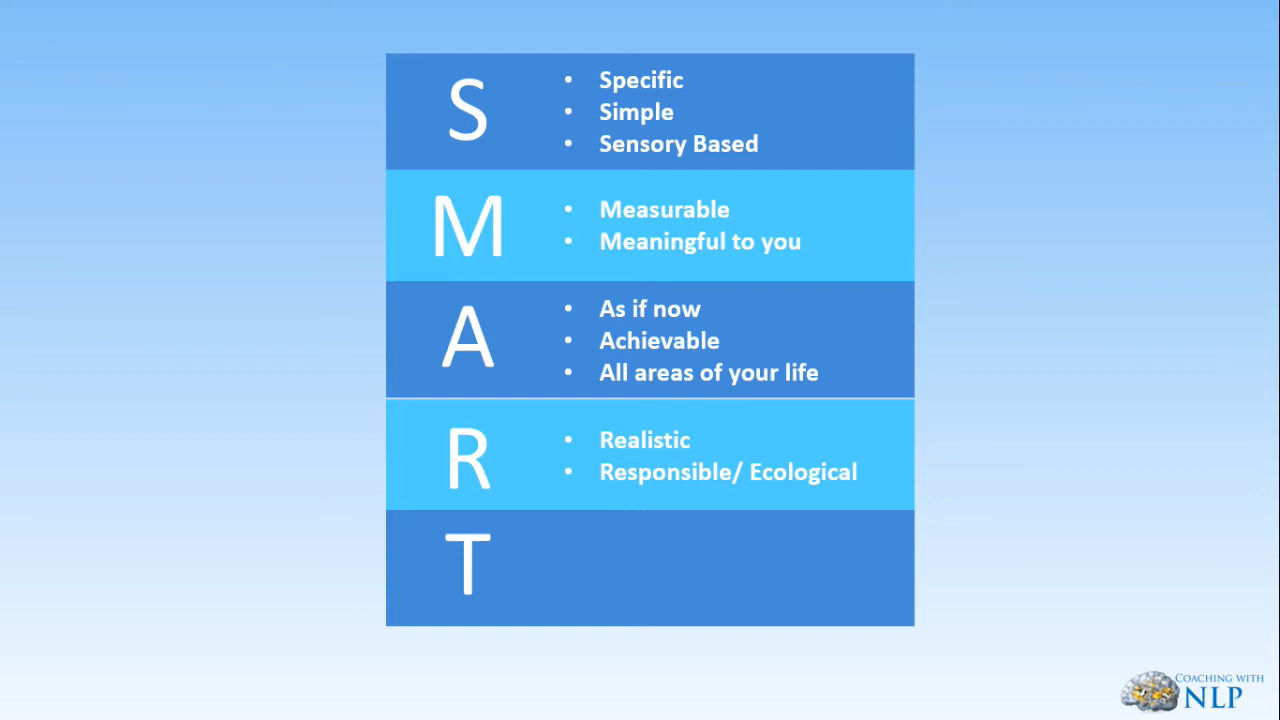 S
• Specific
• Simple
• Sensory Based
M
• Measurable
• Meaningful to you
A
• As if now
• Achievable
• All areas of your life
R
• Realistic
• Responsible/ Ecological
T
COACHING WITH
NLP